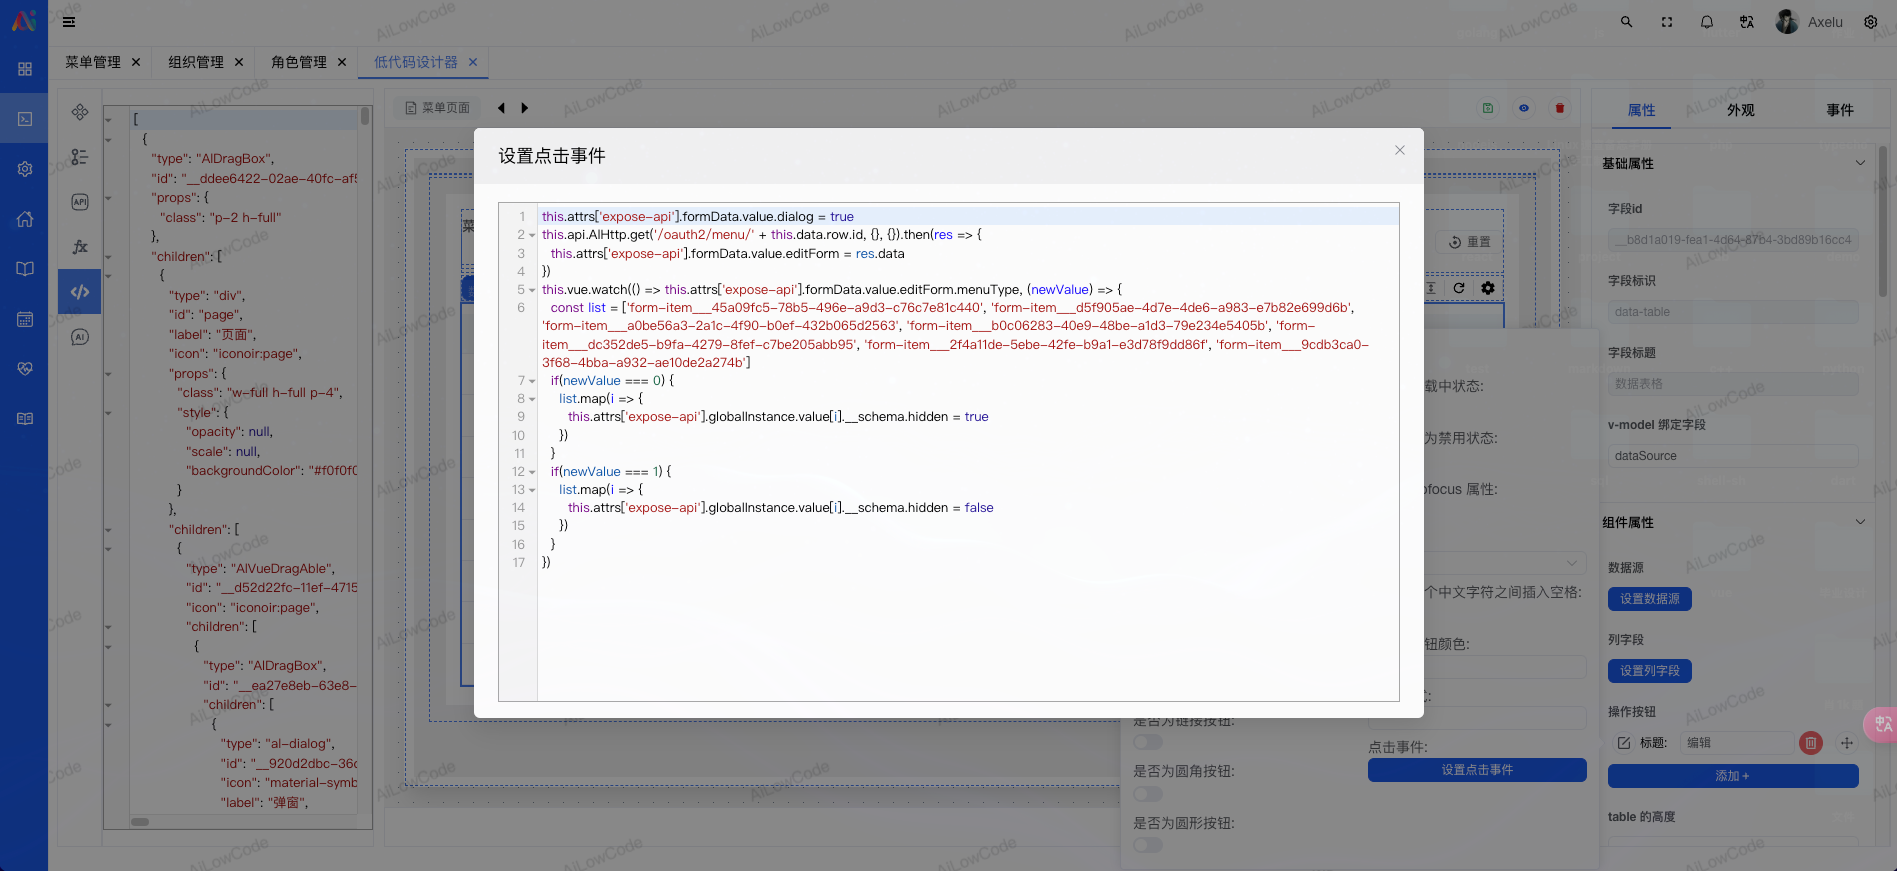 Axelu
菜单管理
组织管理
角色管理
低代码设计器
菜单页面
属性
外观
事件
[
{
"type": "AlDragBox",
"id": "__ddee6422-02ae-40fc-af5
"props": {
"class": "p-2 h-full"
},
"children": [
{
"type": "div",
"id": "page",
"label": "页面",
"icon": "iconoir:page",
"props": {
"class": "w-full h-full p-4",
"style": {
"opacity": null,
"scale": null,
"backgroundColor": "#f0f0f0
}
},
"children": [
{
"type": "AlVueDragAble",
"id": "__d52d22fc-11ef-4715
"icon": "iconoir:page",
"children": [
{
"type": "AlDragBox",
"id": "__ea27e8eb-63e8-
"children": [
{
"type": "al-dialog",
"id": "__920d2dbc-36c
"icon": "material-symb
"label": "弹窗",
设置点击事件
1 this.attrs['expose-api'].formData.value.dialog = true
2 this.api.AlHttp.get('/oauth2/menu/' + this.data.row.id, {}, {}).then(res => {
3 this.attrs['expose-api'].formData.value.editForm = res.data
4 })
5 this.vue.watch(() => this.attrs['expose-api'].formData.value.editForm.menuType, (newValue) => {
6 const list = ['form-item___45a09fc5-78b5-496e-a9d3-c76c7e81c440', 'form-item___d5f905ae-4d7e-4de6-a983-e7b82e699d6b',
'form-item___a0be56a3-2a1c-4f90-b0ef-432b065d2563', 'form-item___b0c06283-40e9-48be-a1d3-79e234e5405b', 'form-
item___dc352de5-b9fa-4279-8fef-c7be205abb95', 'form-item___2f4a11de-5ebe-42fe-b9a1-e3d78f9dd86f', 'form-item___9cdb3ca0-
3f68-4bba-a932-ae10de2a274b']
7 if(newValue === 0) {
8 list.map(i => {
9 this.attrs['expose-api'].globalInstance.value[i].__schema.hidden = true
10 })
11 }
12 if(newValue === 1) {
13 list.map(i => {
14 this.attrs['expose-api'].globalInstance.value[i].__schema.hidden = false
15 })
16 }
17 })
重置
载中状态:
为禁用状态:
ofocus 属性:
个中文字符之间插入空格:
钮颜色:
是否为链接按钮:
是否为圆角按钮:
是否为圆形按钮:
点击事件:
设置点击事件
基础属性
字段id
__b8d1a019-fea1-4d64-87b4-3bd89b16cc4
字段标识
data-table
字段标题
数据表格
v-model 绑定字段
dataSource
组件属性
数据源
设置数据源
列字段
设置列字段
操作按钮
标题:
编辑
添加 +
table 的高度
AiLowCode